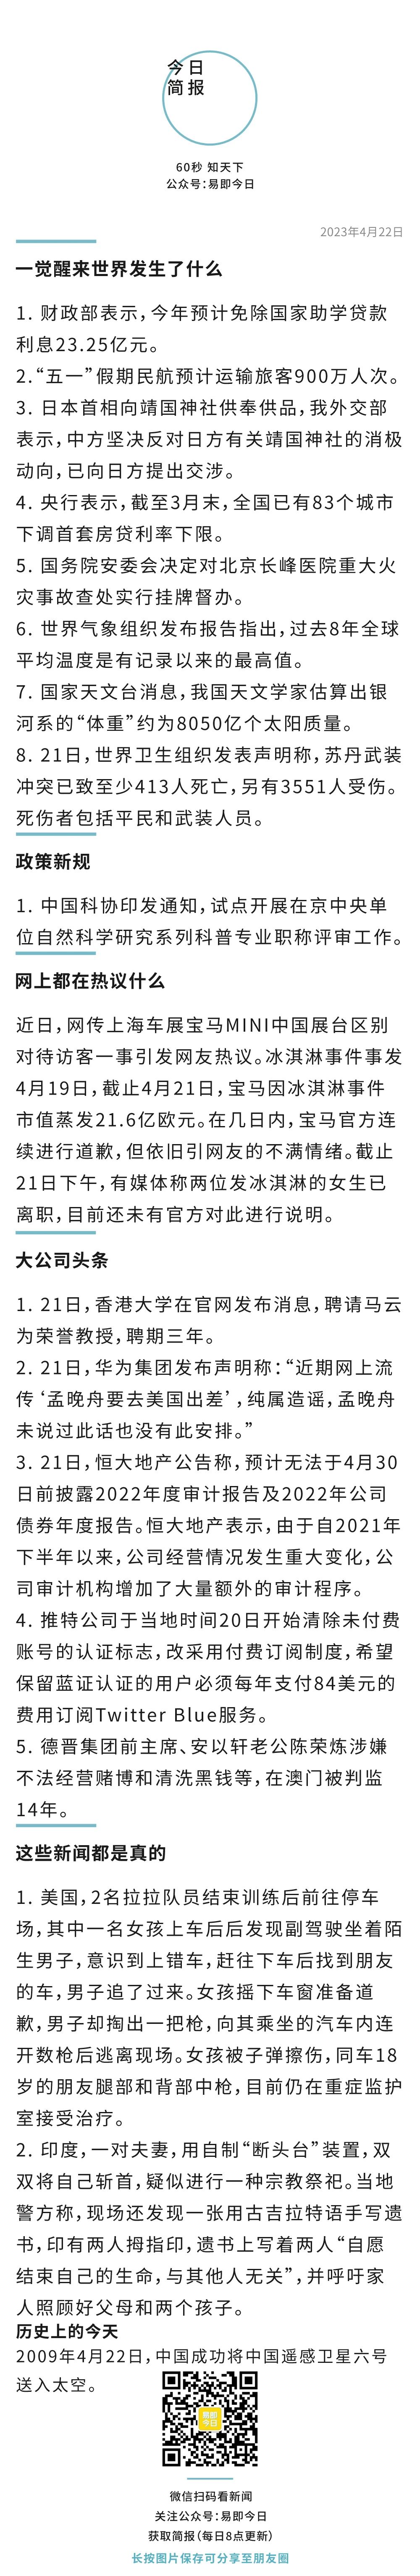 今日
简报
60秒 知天下
公众号：易即今日
2023年4月22日
一觉醒来世界发生了什么
1. 财政部表示，今年预计免除国家助学贷款
利息23.25亿元。
2.“五一”假期民航预计运输旅客900万人次。
3. 日本首相向靖国神社供奉供品，我外交部
表示，中方坚决反对日方有关靖国神社的消极
动向，已向日方提出交涉。
4. 央行表示，截至3月末，全国已有83个城市
下调首套房贷利率下限。
5. 国务院安委会决定对北京长峰医院重大火
灾事故查处实行挂牌督办。
6. 世界气象组织发布报告指出，过去8年全球
平均温度是有记录以来的最高值。
7. 国家天文台消息，我国天文学家估算出银
河系的“体重”约为8050亿个太阳质量。
8. 21日，世界卫生组织发表声明称，苏丹武装
冲突已致至少413人死亡，另有3551人受伤。
死伤者包括平民和武装人员。
政策新规
1. 中国科协印发通知，试点开展在京中央单
位自然科学研究系列科普专业职称评审工作。
网上都在热议什么
近日，网传上海车展宝马MINI中国展台区别
对待访客一事引发网友热议。冰淇淋事件事发
4月19日，截止4月21日，宝马因冰淇淋事件
市值蒸发21.6亿欧元。在几日内，宝马官方连
续进行道歉，但依旧引网友的不满情绪。截止
21日下午，有媒体称两位发冰淇淋的女生已
离职，目前还未有官方对此进行说明。
大公司头条
1. 21日，香港大学在官网发布消息，聘请马云
为荣誉教授，聘期三年。
2. 21日，华为集团发布声明称：“近期网上流
传‘孟晚舟要去美国出差’，纯属造谣，孟晚舟
未说过此话也没有此安排。”
3. 21日，恒大地产公告称，预计无法于4月30
日前披露2022年度审计报告及2022年公司
债券年度报告。恒大地产表示，由于自2021年
下半年以来，公司经营情况发生重大变化，公
司审计机构增加了大量额外的审计程序。
4. 推特公司于当地时间20日开始清除未付费
账号的认证标志，改采用付费订阅制度，希望
保留蓝证认证的用户必须每年支付84美元的
费用订阅Twitter Blue服务。
5. 德晋集团前主席、安以轩老公陈荣炼涉嫌
不法经营赌博和清洗黑钱等，在澳门被判监
14年。
这些新闻都是真的
1. 美国，2名拉拉队员结束训练后前往停车
场，其中一名女孩上车后后发现副驾驶坐着陌
生男子，意识到上错车，赶往下车后找到朋友
的车，男子追了过来。女孩摇下车窗准备道
歉，男子却掏出一把枪，向其乘坐的汽车内连
开数枪后逃离现场。女孩被子弹擦伤，同车18
岁的朋友腿部和背部中枪，目前仍在重症监护
室接受治疗。
2. 印度，一对夫妻，用自制“断头台”装置，双
双将自己斩首，疑似进行一种宗教祭祀。当地
警方称，现场还发现一张用古吉拉特语手写遗
书，印有两人拇指印，遗书上写着两人“自愿
结束自己的生命，与其他人无关”，并呼吁家
人照顾好父母和两个孩子。
历史上的今天
2009年4月22日，中国成功将中国遥感卫星六号
送入太空。
易即
今日
微信扫码看新闻
关注公众号：易即今日
获取简报（每日8点更新）
长按图片保存可分享至朋友圈